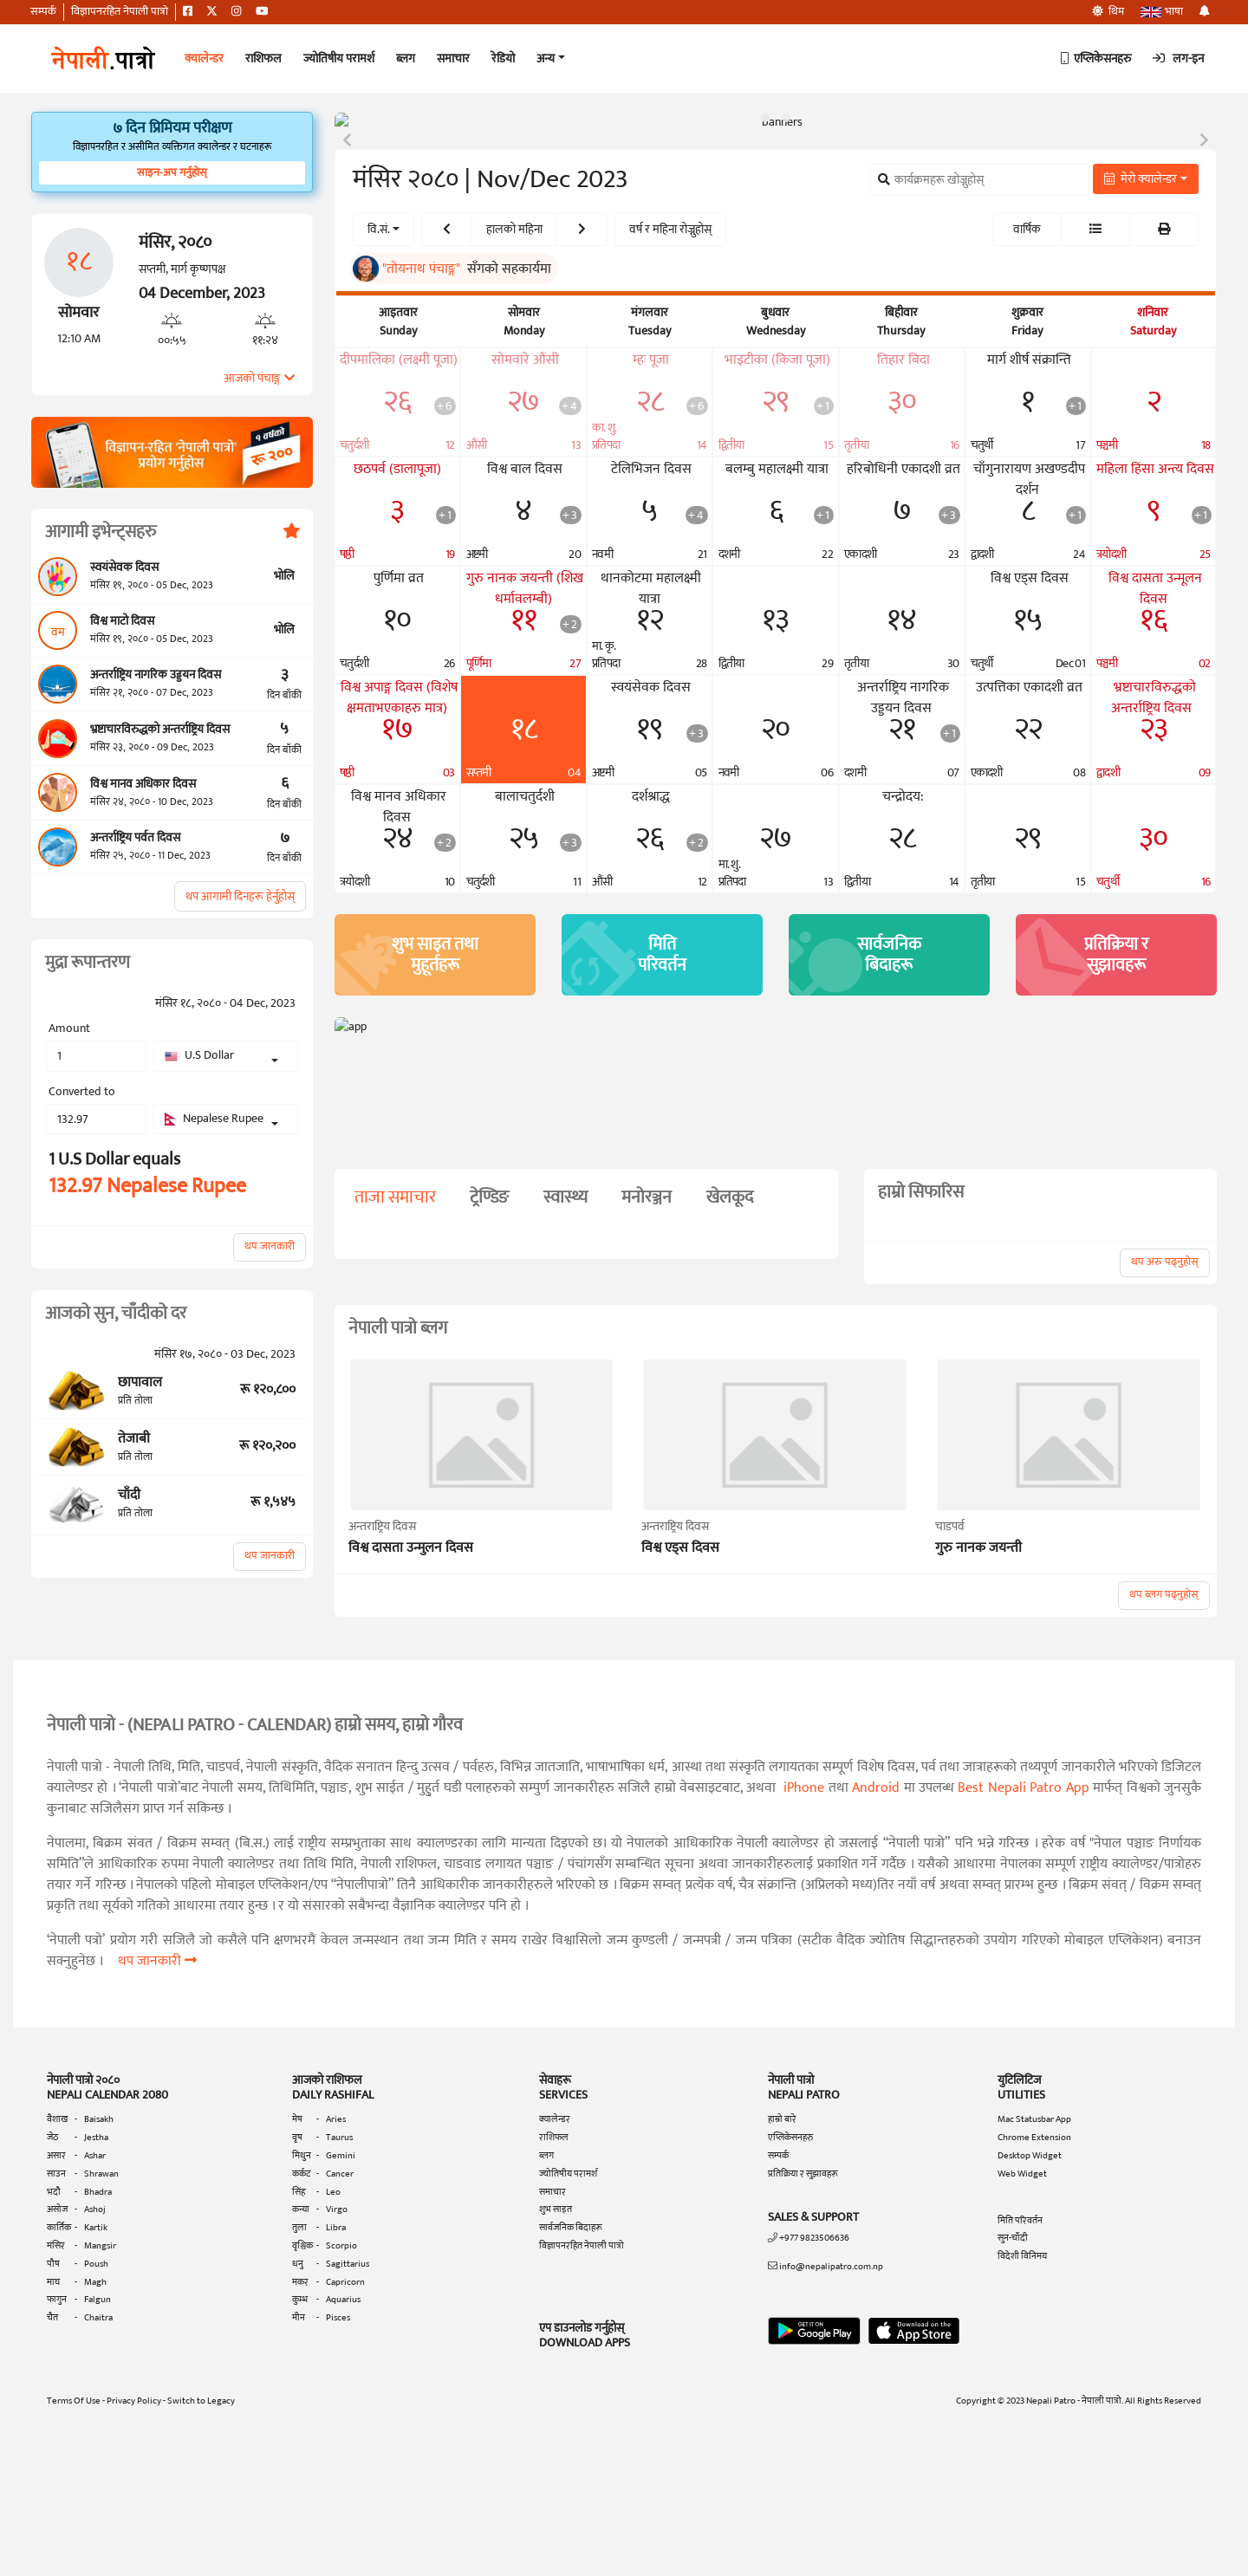 सम्पर्क
विज्ञापनरहित नेपाली पात्रो
थिम
भाषा
नेपाली.पात्रो
क्यालेन्डर
राशिफल
ज्योतिषीय परामर्श
ब्लग
समाचार
रेडियो
अन्य
एप्लिकेसनहरु
लग-इन
७ दिन प्रिमियम परीक्षण
विज्ञापनरहित र असीमित व्यक्तिगत क्यालेन्डर र घटनाहरू
साइन-अप गर्नुहोस्
१८
सोमवार
12:10 AM
मंसिर, २०८०
सप्तमी, मार्ग कृष्णपक्ष
04 December, 2023
००:५५
११:२४
आजको पंचाङ्ग
विज्ञापन-रहित 'नेपाली पात्रो'
प्रयोग गर्नुहोस्
१ वर्षको
रू २००
आगामी इभेन्ट्सहरु
स्वयंसेवक दिवस
मंसिर १९, २०८० - 05 Dec, 2023
भोलि
वम
विश्व माटो दिवस
मंसिर १९, २०८० - 05 Dec, 2023
भोलि
अन्तर्राष्ट्रिय नागरिक उड्डयन दिवस
मंसिर २१, २०८० - 07 Dec, 2023
३
दिन बाँकी
भ्रष्टाचारविरुद्धको अन्तर्राष्ट्रिय दिवस
मंसिर २३, २०८० - 09 Dec, 2023
५
दिन बाँकी
विश्व मानव अधिकार दिवस
मंसिर २४, २०८० - 10 Dec, 2023
६
दिन बाँकी
अन्तर्राष्ट्रिय पर्वत दिवस
मंसिर २५, २०८० - 11 Dec, 2023
७
दिन बाँकी
थप आगामी दिनहरू हेर्नुहोस्
मुद्रा रूपान्तरण
मंसिर १८, २०८० - 04 Dec, 2023
Amount
1
U.S Dollar
Converted to
132.97
Nepalese Rupee
1 U.S Dollar equals
132.97 Nepalese Rupee
थप जानकारी
आजको सुन, चाँदीको दर
मंसिर १७, २०८० - 03 Dec, 2023
छापावाल
प्रति तोला
रू १२०,८००
तेजाबी
प्रति तोला
रू १२०,२००
चाँदी
प्रति तोला
रू १,५४५
थप जानकारी
banners
मंसिर २०८० | Nov/Dec 2023
कार्यक्रमहरू खोज्नुहोस्
मेरो क्यालेन्डर
वि.सं.
हालको महिना
वर्ष र महिना रोज्नुहोस्
वार्षिक
"तोयनाथ पंचाङ्ग" सँगको सहकार्यमा
आइतवार सोमवार मंगलवार बुधवार बिहीवार शुक्रवार शनिवार
Sunday Monday Tuesday Wednesday Thursday Friday Saturday
दीपमालिका (लक्ष्मी पूजा) सोमवारे औंसी म्हः पूजा भाइटीका (किजा पूजा) तिहार बिदा मार्ग शीर्ष संक्रान्ति
२६ +6 २७ +4 २८ +6 २९ +1 ३० १ +1 २
का. शु.
चतुर्दशी 12 औंसी 13 प्रतिपदा 14 द्वितीया 15 तृतीया 16 चतुर्थी 17 पञ्चमी 18
छठपर्व (डालापूजा) विश्व बाल दिवस टेलिभिजन दिवस बलम्बु महालक्ष्मी यात्रा हरिबोधिनी एकादशी व्रत चाँगुनारायण अखण्डदीप महिला हिंसा अन्त्य दिवस
दर्शन
३ +1 ४ +3 ५ +4 ६ +1 ७ +3 ८ +1 ९ +1
षष्ठी 19 अष्टमी 20 नवमी 21 दशमी 22 एकादशी 23 द्वादशी 24 त्रयोदशी 25
पुर्णिमा व्रत गुरु नानक जयन्ती (शिख थानकोटमा महालक्ष्मी विश्व एड्स दिवस विश्व दासता उन्मूलन
धर्मावलम्बी) यात्रा दिवस
१० ११ +2 १२ १३ १४ १५ १६
मा. कृ.
चतुर्दशी 26 पूर्णिमा 27 प्रतिपदा 28 द्वितीया 29 तृतीया 30 चतुर्थी Dec 01 पञ्चमी 02
विश्व अपाङ्ग दिवस (विशेष स्वयंसेवक दिवस अन्तर्राष्ट्रिय नागरिक उत्पत्तिका एकादशी व्रत भ्रष्टाचारविरुद्धको
क्षमताभएकाहरु मात्र) उड्डयन दिवस अन्तर्राष्ट्रिय दिवस
१७ १८ १९ +3 २० २१ +1 २२ २३
षष्ठी 03 सप्तमी 04 अष्टमी 05 नवमी 06 दशमी 07 एकादशी 08 द्वादशी 09
विश्व मानव अधिकार बालाचतुर्दशी दर्शश्राद्ध चन्द्रोदय:
दिवस
२४ +2 २५ +3 २६ +2 २७ २८ २९ ३०
मा. शु.
त्रयोदशी 10 चतुर्दशी 11 औंसी 12 प्रतिपदा 13 द्वितीया 14 तृतीया 15 चतुर्थी 16
शुभ साइत तथा
मुहूर्तहरू
मिति
परिवर्तन
सार्वजनिक
बिदाहरू
प्रतिक्रिया र
सुझावहरू
app
ताजा समाचार
ट्रेण्डिङ
स्वास्थ्य
मनोरञ्जन
खेलकूद
हाम्रो सिफारिस
थप अरु पढ्नुहोस्
नेपाली पात्रो ब्लग
अन्तराष्ट्रिय दिवस
विश्व दासता उन्मुलन दिवस
अन्तराष्ट्रिय दिवस
विश्व एड्स दिवस
चाडपर्व
गुरु नानक जयन्ती
थप ब्लग पढ्नुहोस्
नेपाली पात्रो - (NEPALI PATRO - CALENDAR) हाम्रो समय, हाम्रो गौरव
नेपाली पात्रो - नेपाली तिथि, मिति, चाडपर्व, नेपाली संस्कृति, वैदिक सनातन हिन्दु उत्सव / पर्वहरु, विभिन्न जातजाति, भाषाभाषिका धर्म, आस्था तथा संस्कृति लगायतका सम्पूर्ण विशेष दिवस, पर्व तथा जात्राहरूको तथ्यपूर्ण जानकारीले भरिएको डिजिटल
क्यालेण्डर हो । ‘नेपाली पात्रो’बाट नेपाली समय, तिथिमिति, पञ्चाङ, शुभ साईत / मुहुर्त घडी पलाहरुको सम्पुर्ण जानकारीहरु सजिलै हाम्रो वेबसाइटबाट, अथवा iPhone तथा Android मा उपलब्ध Best Nepali Patro App मार्फत् विश्वको जुनसुकै
कुनाबाट सजिलैसंग प्राप्त गर्न सकिन्छ ।
नेपालमा, बिक्रम संवत / विक्रम सम्वत् (बि.स.) लाई राष्ट्रीय सम्प्रभुताका साथ क्यालण्डरका लागि मान्यता दिइएको छ। यो नेपालको आधिकारिक नेपाली क्यालेण्डर हो जसलाई “नेपाली पात्रो” पनि भन्ने गरिन्छ । हरेक वर्ष "नेपाल पञ्चाङ निर्णायक
समिति”ले आधिकारिक रुपमा नेपाली क्यालेण्डर तथा तिथि मिति, नेपाली राशिफल, चाडवाड लगायत पञ्चाङ / पंचांगसँग सम्बन्धित सूचना अथवा जानकारीहरुलाई प्रकाशित गर्ने गर्दैछ । यसैको आधारमा नेपालका सम्पूर्ण राष्ट्रीय क्यालेण्डर/पात्रोहरु
तयार गर्ने गरिन्छ । नेपालको पहिलो मोबाइल एप्लिकेशन/एप “नेपालीपात्रो” तिनै आधिकारीक जानकारीहरुले भरिएको छ । बिक्रम सम्वत् प्रत्येक वर्ष, चैत्र संक्रान्ति (अप्रिलको मध्य)तिर नयाँ वर्ष अथवा सम्वत् प्रारम्भ हुन्छ । बिक्रम संवत् / विक्रम सम्वत्
प्रकृति तथा सूर्यको गतिको आधारमा तयार हुन्छ । र यो संसारको सबैभन्दा वैज्ञानिक क्यालेण्डर पनि हो ।
‘नेपाली पत्रो’ प्रयोग गरी सजिलै जो कसैले पनि क्षणभरमैं केवल जन्मस्थान तथा जन्म मिति र समय राखेर विश्वासिलो जन्म कुण्डली / जन्मपत्री / जन्म पत्रिका (सटीक वैदिक ज्योतिष सिद्धान्तहरुको उपयोग गरिएको मोबाइल एप्लिकेशन) बनाउन
सक्नुहुनेछ । थप जानकारी
नेपाली पात्रो २०८०
NEPALI CALENDAR 2080
वैशाख - Baisakh
जेठ - Jestha
असार - Ashar
साउन - Shrawan
भदौ - Bhadra
असोज - Ashoj
कार्तिक - Kartik
मंसिर - Mangsir
पौष - Poush
माघ - Magh
फागुन - Falgun
चैत - Chaitra
आजको राशिफल
DAILY RASHIFAL
मेष - Aries
वृष - Taurus
मिथुन - Gemini
कर्कट - Cancer
सिंह - Leo
कन्या - Virgo
तुला - Libra
वृश्चिक - Scorpio
धनु - Sagittarius
मकर - Capricorn
कुम्भ - Aquarius
मीन - Pisces
सेवाहरू
SERVICES
क्यालेन्डर
राशिफल
ब्लग
ज्योतिषीय परामर्श
समाचार
शुभ साइत
सार्वजनिक बिदाहरू
विज्ञापनरहित नेपाली पात्रो
नेपाली पात्रो
NEPALI PATRO
हाम्रो बारे
एप्लिकेसनहरु
सम्पर्क
प्रतिक्रिया र सुझावहरू
SALES & SUPPORT
+977 9823506636
info@nepalipatro.com.np
युटिलिटिज
UTILITIES
Mac Statusbar App
Chrome Extension
Desktop Widget
Web Widget
मिति परिवर्तन
सुन-चाँदी
विदेशी विनिमय
एप डाउनलोड गर्नुहोस्
DOWNLOAD APPS
GET IT ON
Google Play
Download on the
App Store
Terms Of Use - Privacy Policy - Switch to Legacy
Copyright © 2023 Nepali Patro - नेपाली पात्रो. All Rights Reserved